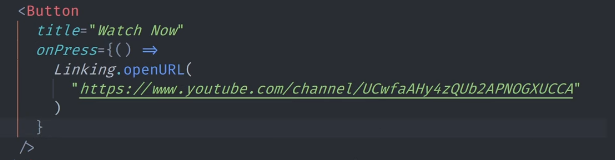 <Button
title="Watch Now"
onPress={() =>
Linking.openURL(
"https://www.youtube.com/channel/UCwfaAHy4zQUb2APNOGXUCCA"
)
}
/>